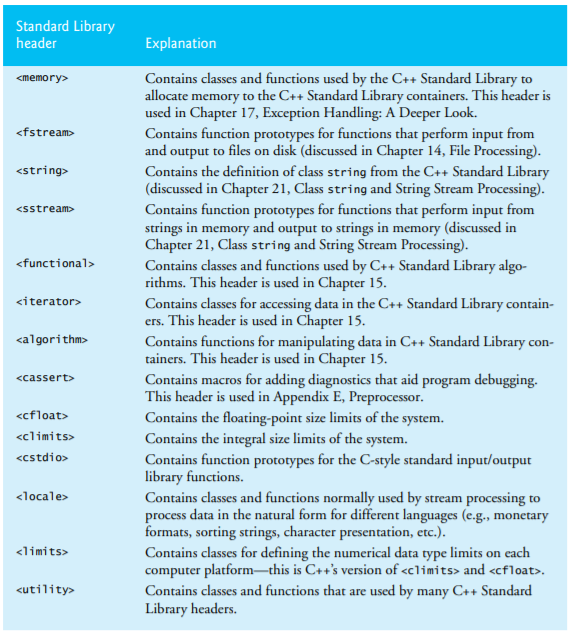 Standard Library
header Explanation
<memory> Contains classes and functions used by the C++ Standard Library to
allocate memory to the C++ Standard Library containers. This header is
used in Chapter 17, Exception Handling: A Deeper Look.
<fstream> Contains function prototypes for functions that perform input from
and output to files on disk (discussed in Chapter 14, File Processing).
<string> Contains the definition of class string from the C++ Standard Library
(discussed in Chapter 21, Class string and String Stream Processing).
<sstream> Contains function prototypes for functions that perform input from
strings in memory and output to strings in memory (discussed in
Chapter 21, Class string and String Stream Processing).
<functional> Contains classes and functions used by C++ Standard Library algo-
rithms. This header is used in Chapter 15.
<iterator> Contains classes for accessing data in the C++ Standard Library contain-
ers. This header is used in Chapter 15.
<algorithm> Contains functions for manipulating data in C++ Standard Library con-
tainers. This header is used in Chapter 15.
<cassert> Contains macros for adding diagnostics that aid program debugging.
This header is used in Appendix E, Preprocessor.
<cfloat> Contains the floating-point size limits of the system.
<climits> Contains the integral size limits of the system.
<cstdio> Contains function prototypes for the C-style standard input/output
library functions.
<locale> Contains classes and functions normally used by stream processing to
process data in the natural form for different languages (e.g., monetary
formats, sorting strings, character presentation, etc.).
<limits> Contains classes for defining the numerical data type limits on each
computer platform—this is C++'s version of <climits> and <cfloat>.
<utility> Contains classes and functions that are used by many C++ Standard
Library headers.